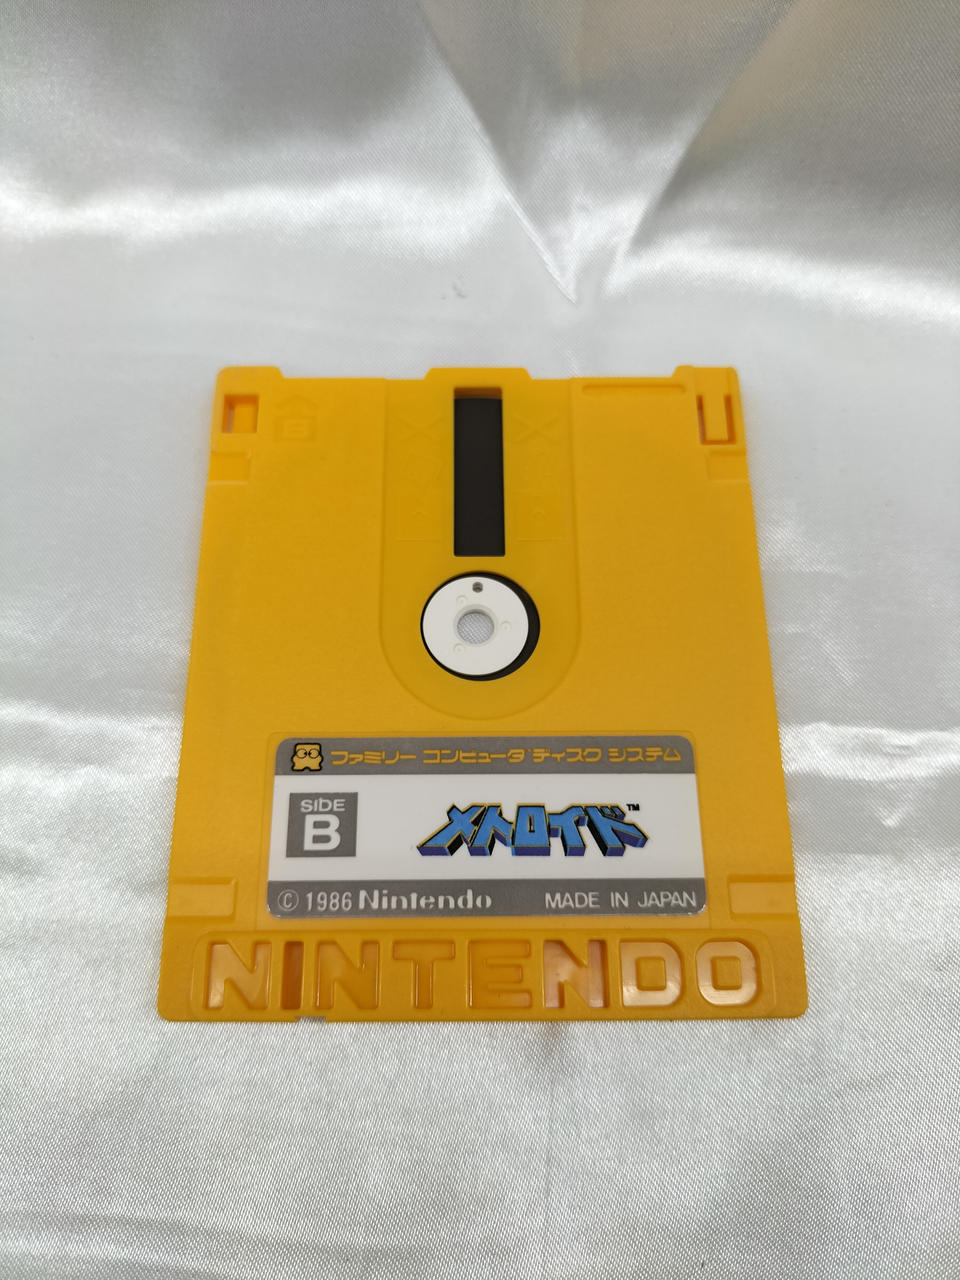 B
ファミリー コンピュータ ディスク システム
SIDE
B
メトロイド™
© 1986 Nintendo
MADE IN JAPAN
NINTENDO